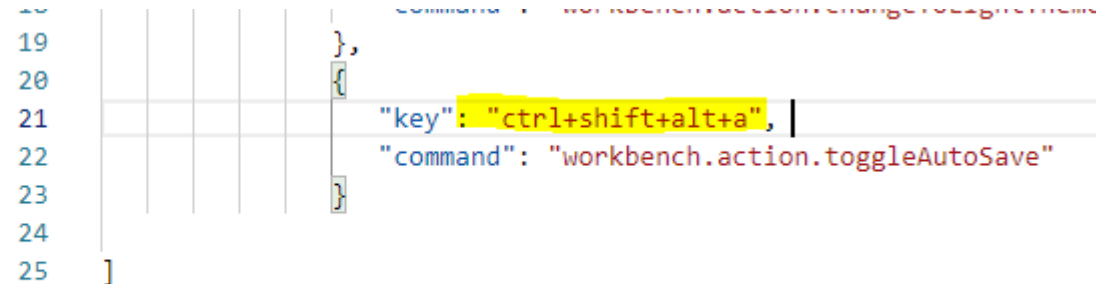 19 },
20 {
21 "key": "ctrl+shift+alt+a",
22 "command": "workbench.action.toggleAutoSave"
23 }
24
25 ]